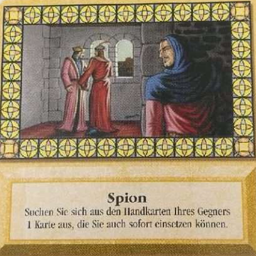 Spion
Suchen Sie sich aus den Handkarten Ihres Gegners
1 Karte aus, die Sie auch sofort einsetzen können.